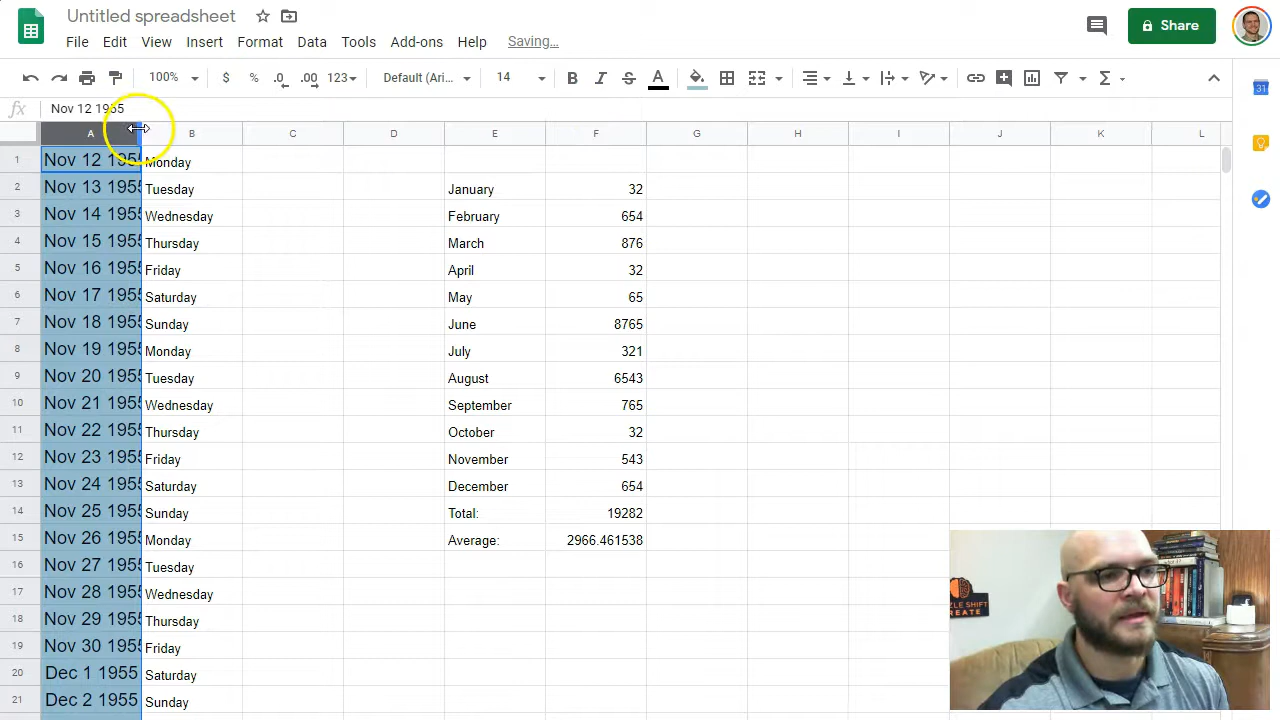 Untitled spreadsheet
File Edit View Insert Format Data Tools Add-ons Help Saving...
Share
100% $ % .0 .00 123 Default (Ari... 14 B I S A
31
fx Nov 12 1955
A B C D E F G H I J K L
1 Nov 12 1955 Monday
2 Nov 13 1955 Tuesday January 32
3 Nov 14 1955 Wednesday February 654
4 Nov 15 1955 Thursday March 876
5 Nov 16 1955 Friday April 32
6 Nov 17 1955 Saturday May 65
7 Nov 18 1955 Sunday June 8765
8 Nov 19 1955 Monday July 321
9 Nov 20 1955 Tuesday August 6543
10 Nov 21 1955 Wednesday September 765
11 Nov 22 1955 Thursday October 32
12 Nov 23 1955 Friday November 543
13 Nov 24 1955 Saturday December 654
14 Nov 25 1955 Sunday Total: 19282
15 Nov 26 1955 Monday Average: 2966.461538
16 Nov 27 1955 Tuesday
17 Nov 28 1955 Wednesday
18 Nov 29 1955 Thursday
19 Nov 30 1955 Friday
20 Dec 1 1955 Saturday
21 Dec 2 1955 Sunday
SHIFT